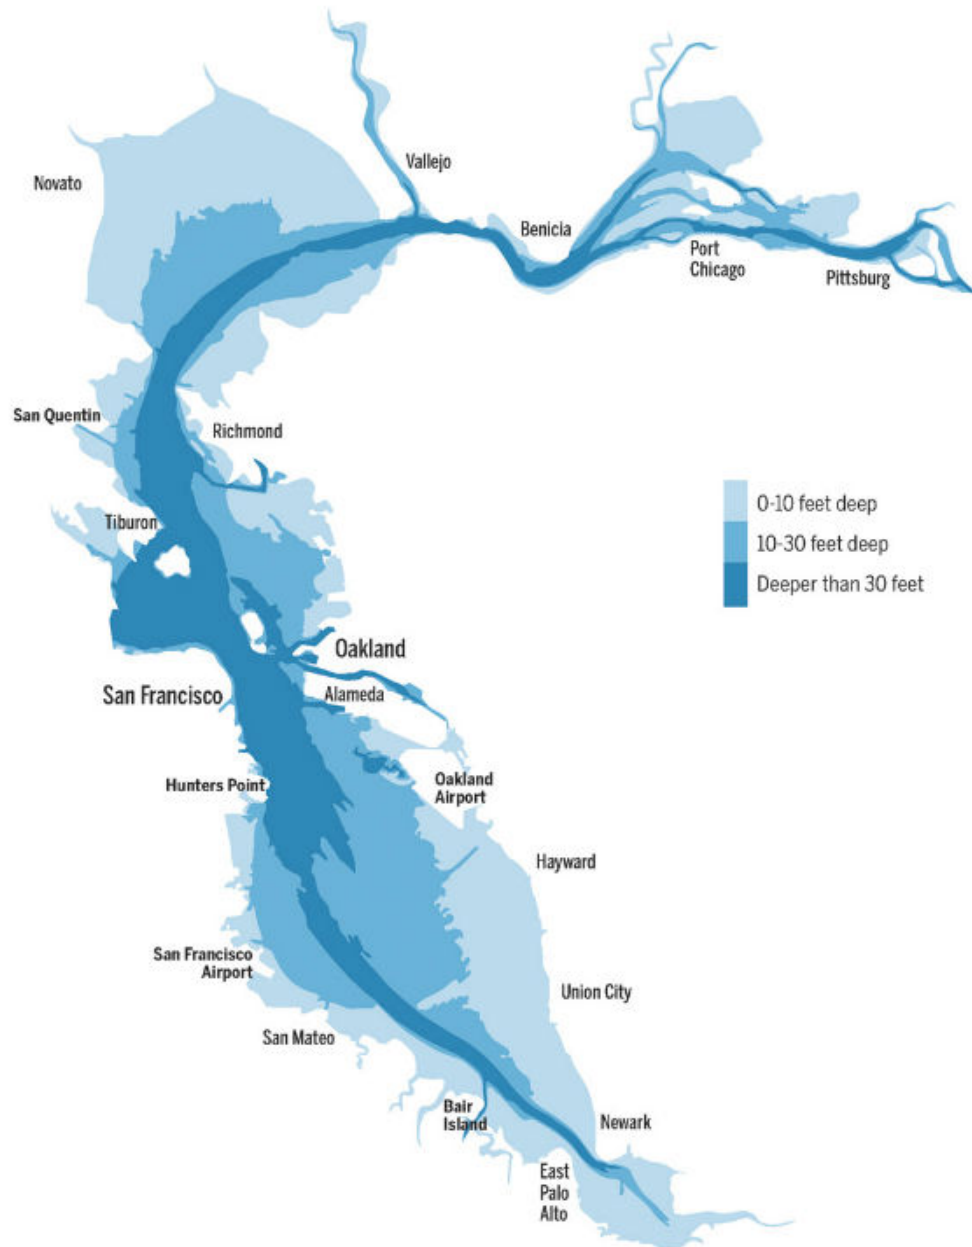 Vallejo
Novato
Benicia
Port
Chicago
Pittsburg
San Quentin
Richmond
0-10 feet deep
Tiburon
10-30 feet deep
Deeper than 30 feet
Oakland
San Francisco
Alameda
Hunters Point
Oakland
Airport
Hayward
San Francisco
Airport
Union City
San Mateo
Bair
Island
Newark
East
Palo
Alto